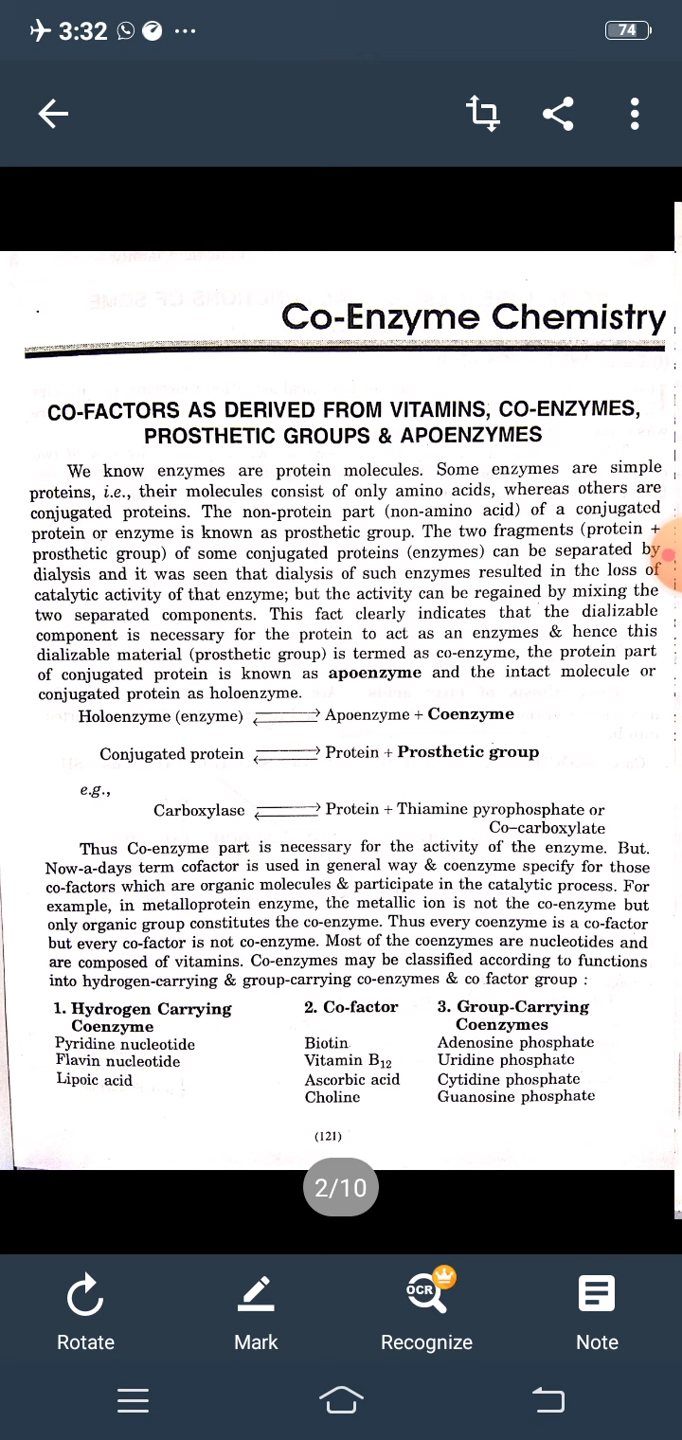 3:32
74
Co-Enzyme Chemistry
CO-FACTORS AS DERIVED FROM VITAMINS, CO-ENZYMES,
PROSTHETIC GROUPS & APOENZYMES
We know enzymes are protein molecules. Some enzymes are simple
proteins, i.e., their molecules consist of only amino acids, whereas others are
conjugated proteins. The non-protein part (non-amino acid) of a conjugated
protein or enzyme is known as prosthetic group. The two fragments (protein +
prosthetic group) of some conjugated proteins (enzymes) can be separated by
dialysis and it was seen that dialysis of such enzymes resulted in the loss of
catalytic activity of that enzyme; but the activity can be regained by mixing the
two separated components. This fact clearly indicates that the dializable
component is necessary for the protein to act as an enzymes & hence this
dializable material (prosthetic group) is termed as co-enzyme, the protein part
of conjugated protein is known as apoenzyme and the intact molecule or
conjugated protein as holoenzyme.
Holoenzyme (enzyme) ⇌ Apoenzyme + Coenzyme
Conjugated protein ⇌ Protein + Prosthetic group
e.g.,
Carboxylase ⇌ Protein + Thiamine pyrophosphate or
Co–carboxylate
Thus Co-enzyme part is necessary for the activity of the enzyme. But.
Now-a-days term cofactor is used in general way & coenzyme specify for those
co-factors which are organic molecules & participate in the catalytic process. For
example, in metalloprotein enzyme, the metallic ion is not the co-enzyme but
only organic group constitutes the co-enzyme. Thus every coenzyme is a co-factor
but every co-factor is not co-enzyme. Most of the coenzymes are nucleotides and
are composed of vitamins. Co-enzymes may be classified according to functions
into hydrogen-carrying & group-carrying co-enzymes & co factor group :
1. Hydrogen Carrying
Coenzyme
Pyridine nucleotide
Flavin nucleotide
Lipoic acid
2. Co-factor
Biotin
Vitamin B12
Ascorbic acid
Choline
3. Group-Carrying
Coenzymes
Adenosine phosphate
Uridine phosphate
Cytidine phosphate
Guanosine phosphate
(121)
2/10
OCR
Rotate
Mark
Recognize
Note